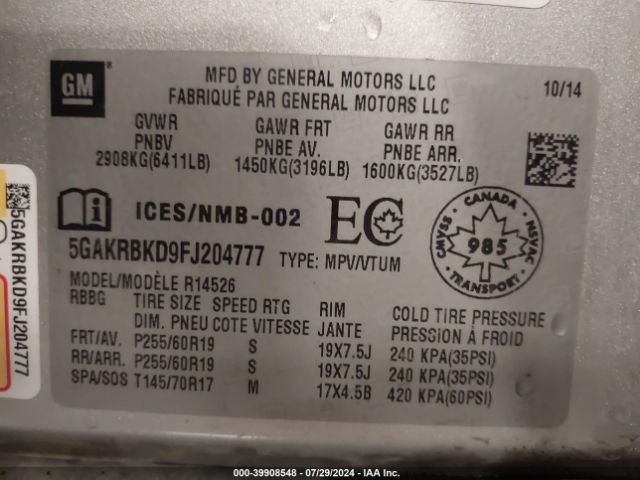 GM
MFD BY GENERAL MOTORS LLC
FABRIQUÉ PAR GENERAL MOTORS LLC
10/14
GVWR GAWR FRT GAWR RR
PNBV PNBE AV. PNBE ARR.
2908KG(6411LB) 1450KG(3196LB) 1600KG(3527LB)
ICES/NMB-002
EC
CANADA
CMVSS NSVAC
985
TRANSPORT
5GAKRBKD9FJ204777 TYPE: MPV/VTUM
MODEL/MODÈLE R14526
RBBG TIRE SIZE SPEED RTG RIM COLD TIRE PRESSURE
DIM. PNEU COTE VITESSE JANTE PRESSION À FROID
FRT/AV. P255/60R19 S 19X7.5J 240 KPA(35PSI)
RR/ARR. P255/60R19 S 19X7.5J 240 KPA(35PSI)
SPA/SOS T145/70R17 M 17X4.5B 420 KPA(60PSI)
5GAKRBKD9FJ204777
000-39908548 - 07/29/2024 - IAA Inc.